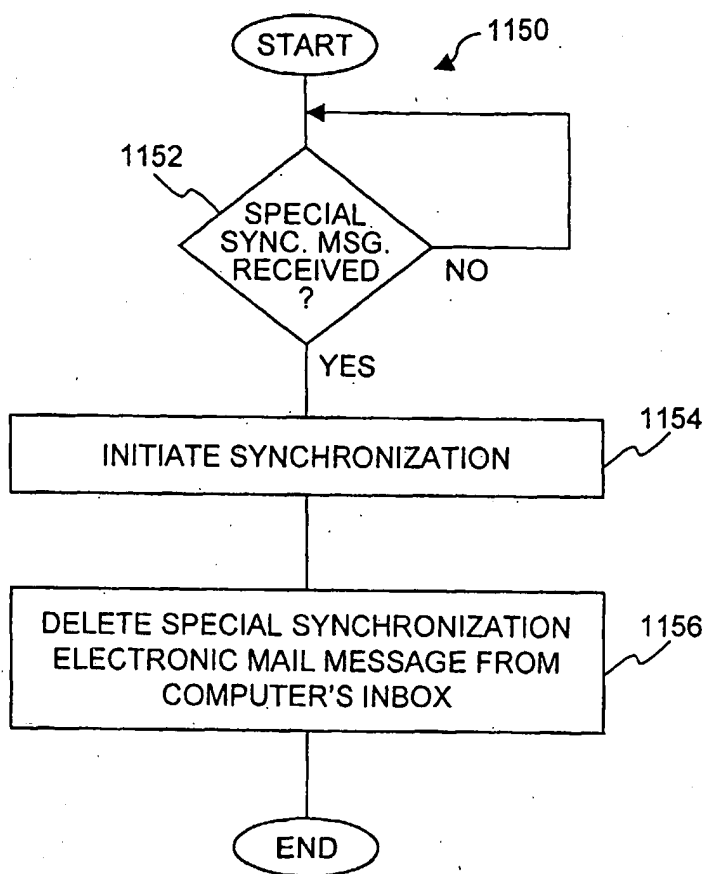 START
1150
1152
SPECIAL
SYNC. MSG.
RECEIVED
?
NO
YES
INITIATE SYNCHRONIZATION
1154
DELETE SPECIAL SYNCHRONIZATION
ELECTRONIC MAIL MESSAGE FROM
COMPUTER'S INBOX
1156
END